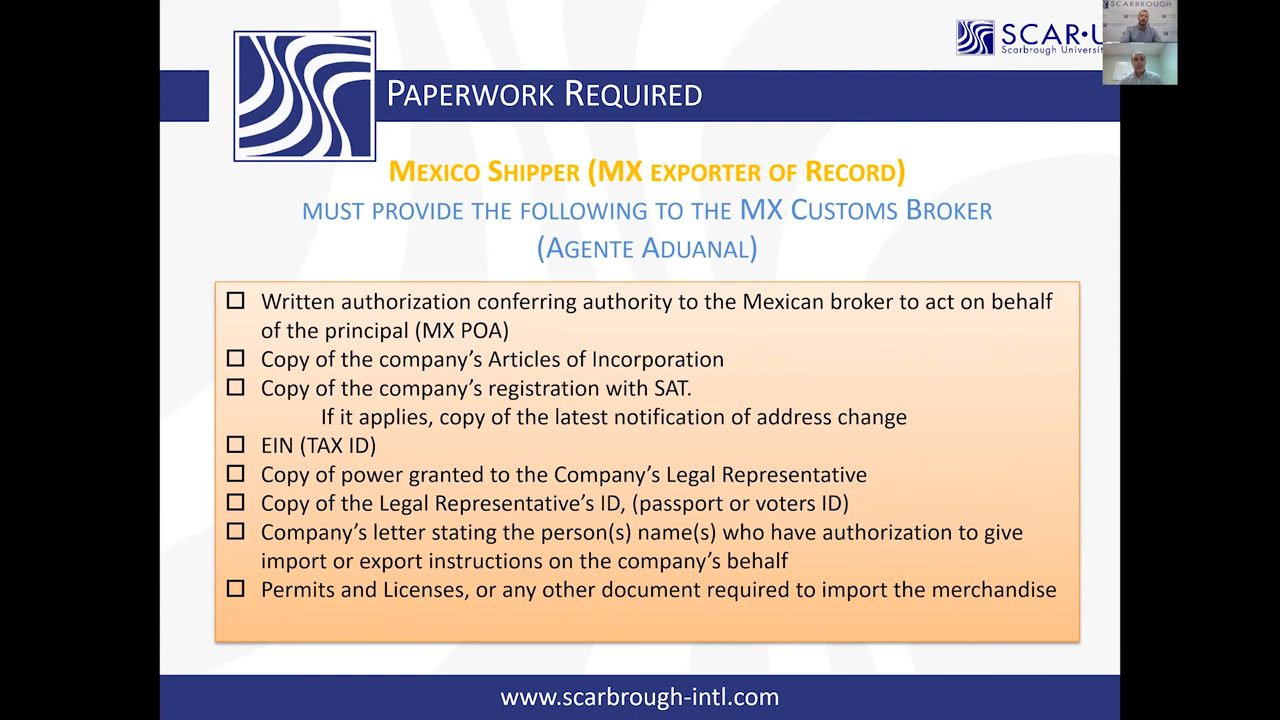 SCARBROUGH
SCAR•U
Scarbrough Universit
PAPERWORK REQUIRED
MEXICO SHIPPER (MX EXPORTER OF RECORD)
MUST PROVIDE THE FOLLOWING TO THE MX CUSTOMS BROKER
(AGENTE ADUANAL)
Written authorization conferring authority to the Mexican broker to act on behalf
of the principal (MX POA)
Copy of the company’s Articles of Incorporation
Copy of the company’s registration with SAT.
If it applies, copy of the latest notification of address change
EIN (TAX ID)
Copy of power granted to the Company’s Legal Representative
Copy of the Legal Representative’s ID, (passport or voters ID)
Company’s letter stating the person(s) name(s) who have authorization to give
import or export instructions on the company’s behalf
Permits and Licenses, or any other document required to import the merchandise
www.scarbrough-intl.com